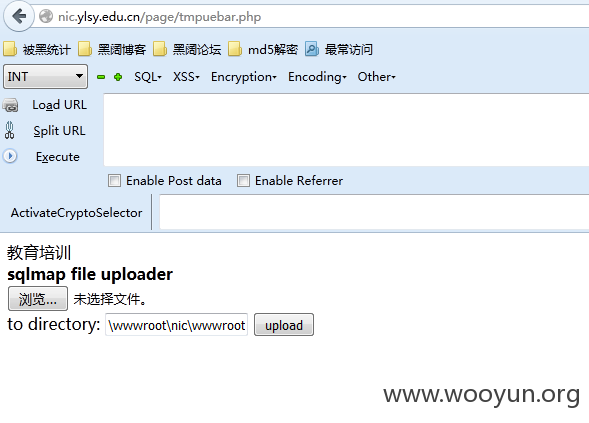 nic.ylsy.edu.cn/page/tmpuebar.php
被黑统计 黑阔博客 黑阔论坛 md5解密 最常访问
INT SQL XSS Encryption Encoding Other
Load URL
Split URL
Execute
Enable Post data Enable Referrer
ActivateCryptoSelector
教育培训
sqlmap file uploader
浏览... 未选择文件。
to directory: \wwwroot\nic\wwwroot upload
www.wooyun.org